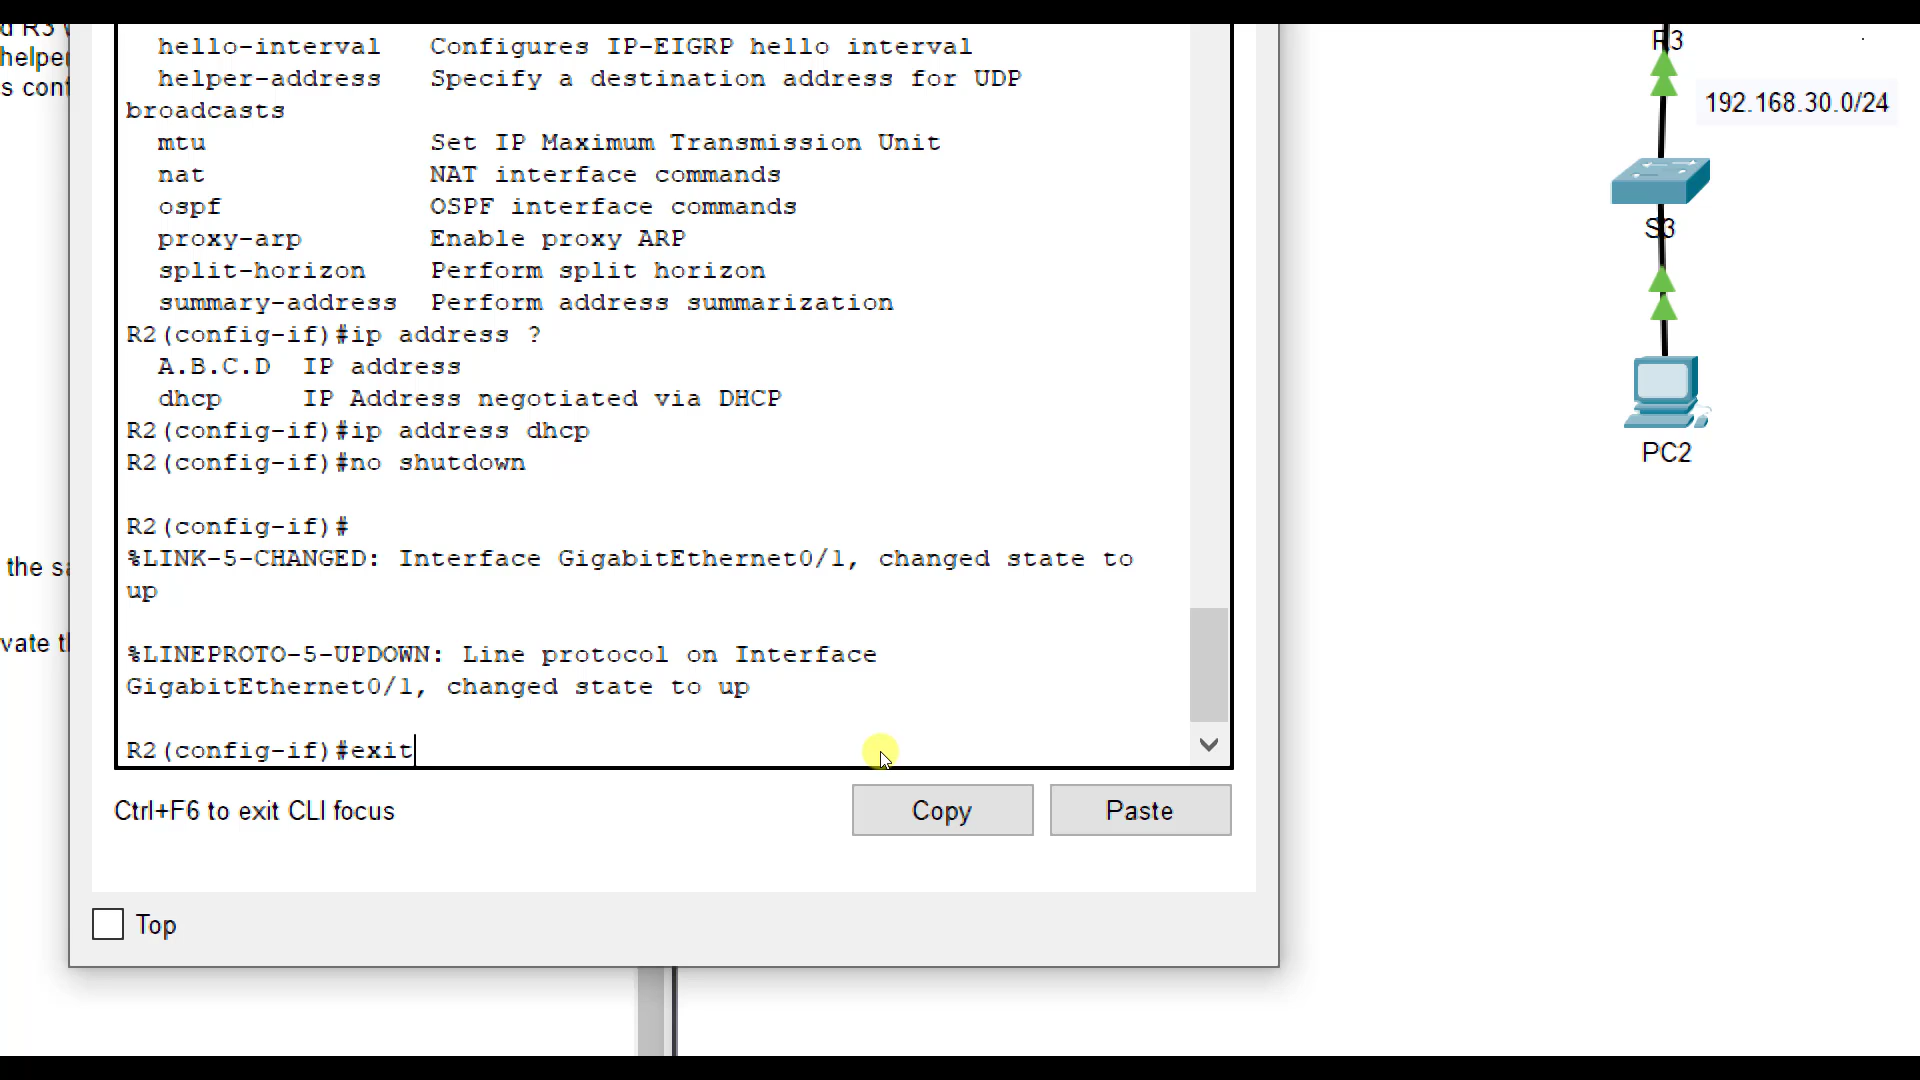 d R3
helper
s conf
the sa
vate th
hello-interval Configures IP-EIGRP hello interval
helper-address Specify a destination address for UDP
broadcasts
mtu Set IP Maximum Transmission Unit
nat NAT interface commands
ospf OSPF interface commands
proxy-arp Enable proxy ARP
split-horizon Perform split horizon
summary-address Perform address summarization
R2(config-if)#ip address ?
A.B.C.D IP address
dhcp IP Address negotiated via DHCP
R2(config-if)#ip address dhcp
R2(config-if)#no shutdown
R2(config-if)#
%LINK-5-CHANGED: Interface GigabitEthernet0/1, changed state to
up
%LINEPROTO-5-UPDOWN: Line protocol on Interface
GigabitEthernet0/1, changed state to up
R2(config-if)#exit
Ctrl+F6 to exit CLI focus
Copy
Paste
Top
R3
192.168.30.0/24
S3
PC2